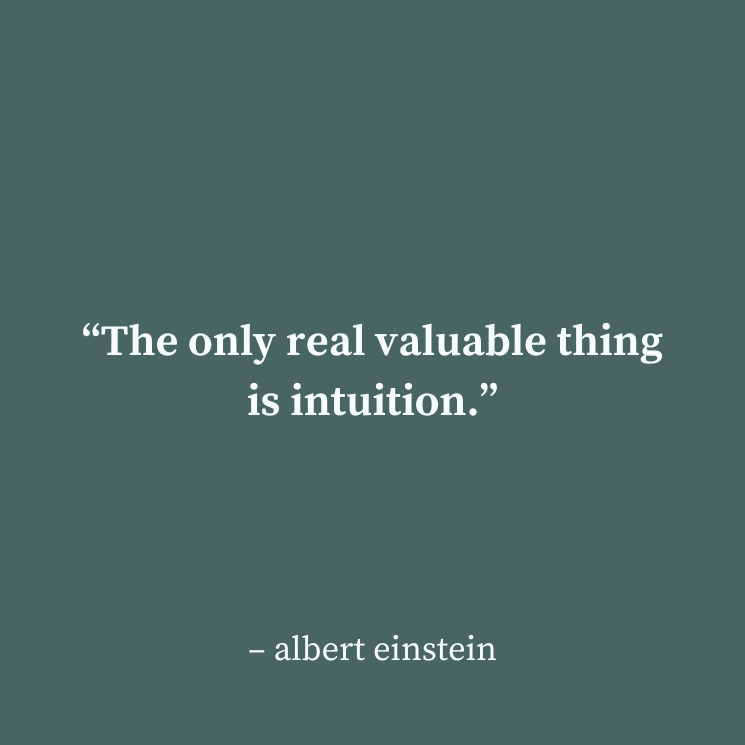 “The only real valuable thing
is intuition.”
– albert einstein